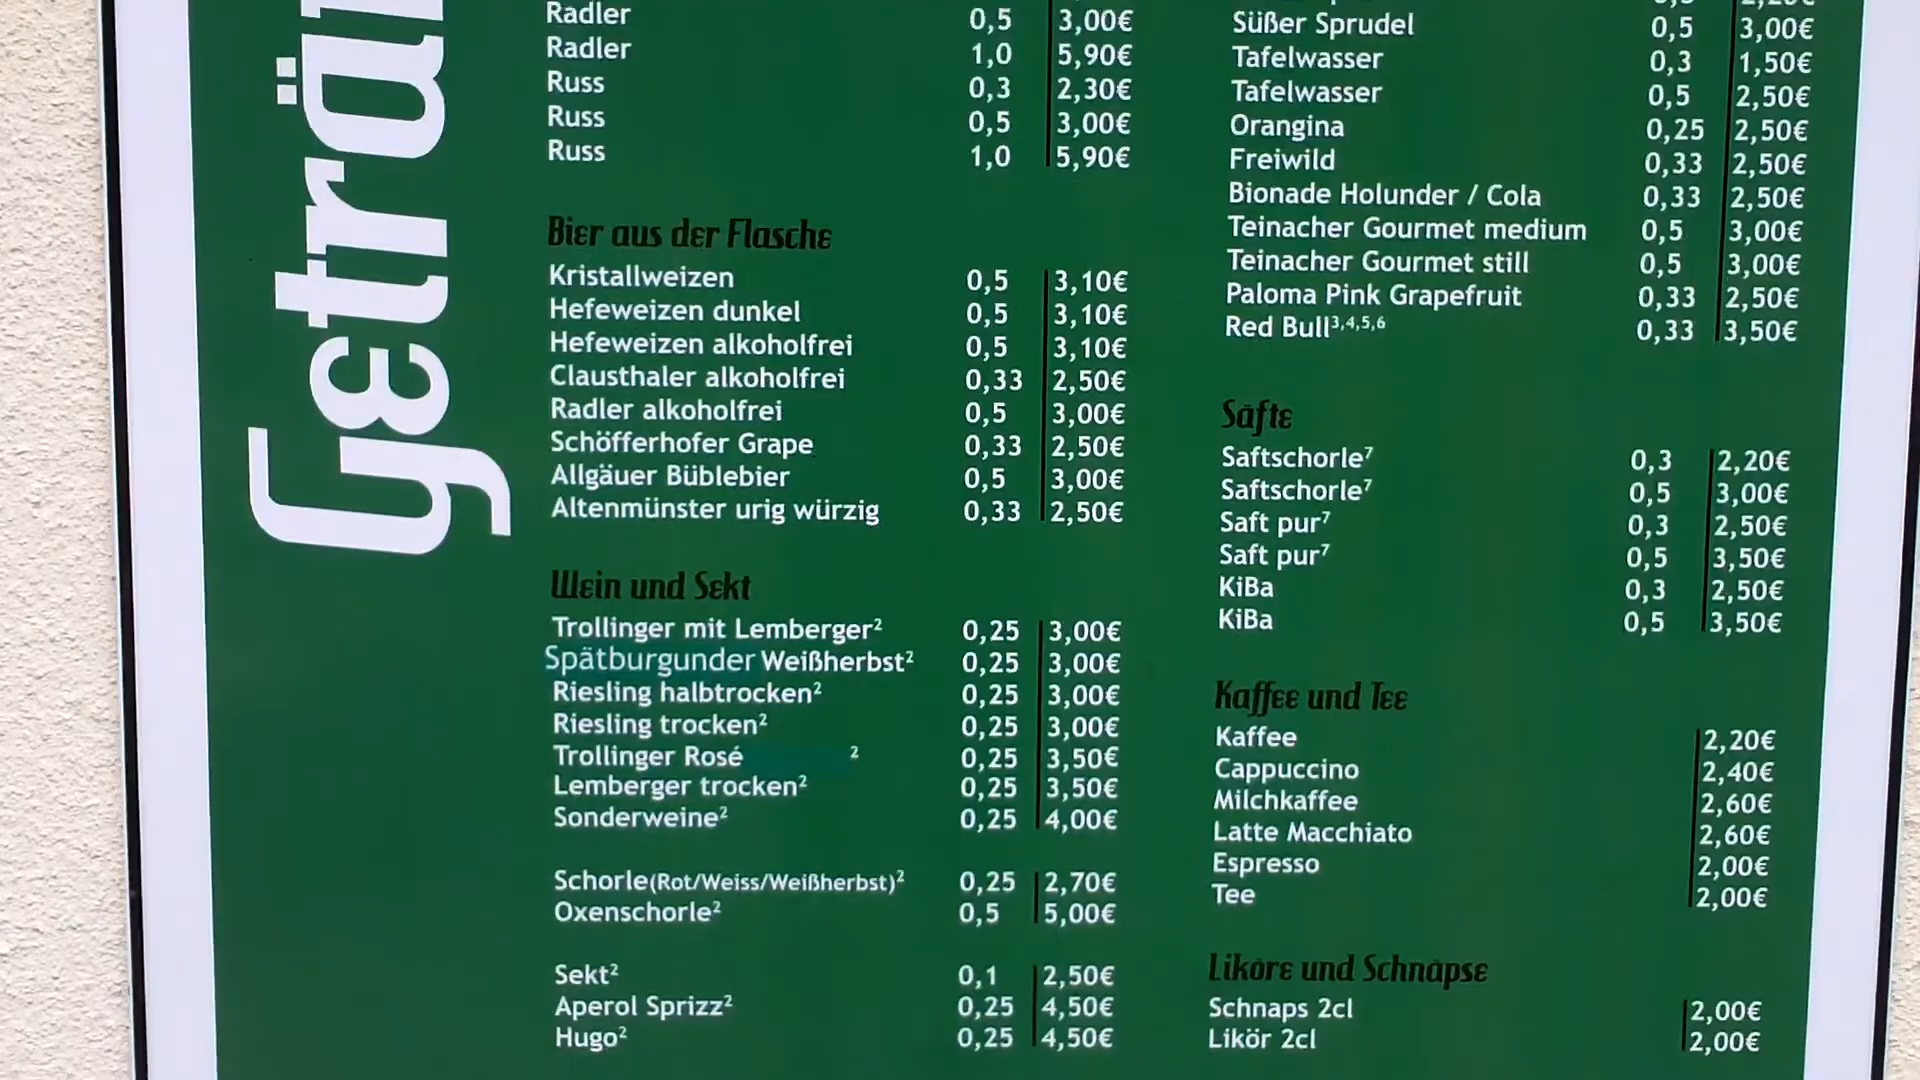 Geträ
Radler 0,5 3,00€
Radler 1,0 5,90€
Russ 0,3 2,30€
Russ 0,5 3,00€
Russ 1,0 5,90€
Bier aus der Flasche
Kristallweizen 0,5 3,10€
Hefeweizen dunkel 0,5 3,10€
Hefeweizen alkoholfrei 0,5 3,10€
Clausthaler alkoholfrei 0,33 2,50€
Radler alkoholfrei 0,5 3,00€
Schöfferhofer Grape 0,33 2,50€
Allgäuer Büblebier 0,5 3,00€
Altenmünster urig würzig 0,33 2,50€
Wein und Sekt
Trollinger mit Lemberger² 0,25 3,00€
Spätburgunder Weißherbst² 0,25 3,00€
Riesling halbtrocken² 0,25 3,00€
Riesling trocken² 0,25 3,00€
Trollinger Rosé ² 0,25 3,50€
Lemberger trocken² 0,25 3,50€
Sonderweine² 0,25 4,00€
Schorle(Rot/Weiss/Weißherbst)² 0,25 2,70€
Oxenschorle² 0,5 5,00€
Sekt² 0,1 2,50€
Aperol Sprizz² 0,25 4,50€
Hugo² 0,25 4,50€
Süßer Sprudel 0,5 3,00€
Tafelwasser 0,3 1,50€
Tafelwasser 0,5 2,50€
Orangina 0,25 2,50€
Freiwild 0,33 2,50€
Bionade Holunder / Cola 0,33 2,50€
Teinacher Gourmet medium 0,5 3,00€
Teinacher Gourmet still 0,5 3,00€
Paloma Pink Grapefruit 0,33 2,50€
Red Bull³,⁴,⁵,⁶ 0,33 3,50€
Säfte
Saftschorle⁷ 0,3 2,20€
Saftschorle⁷ 0,5 3,00€
Saft pur⁷ 0,3 2,50€
Saft pur⁷ 0,5 3,50€
KiBa 0,3 2,50€
KiBa 0,5 3,50€
Kaffee und Tee
Kaffee 2,20€
Cappuccino 2,40€
Milchkaffee 2,60€
Latte Macchiato 2,60€
Espresso 2,00€
Tee 2,00€
Liköre und Schnäpse
Schnaps 2cl 2,00€
Likör 2cl 2,00€